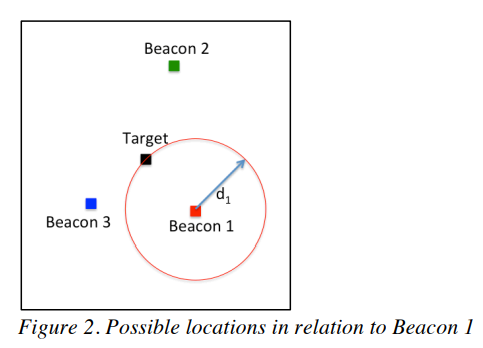 Beacon 2
Target
d1
Beacon 3
Beacon 1
Figure 2. Possible locations in relation to Beacon 1